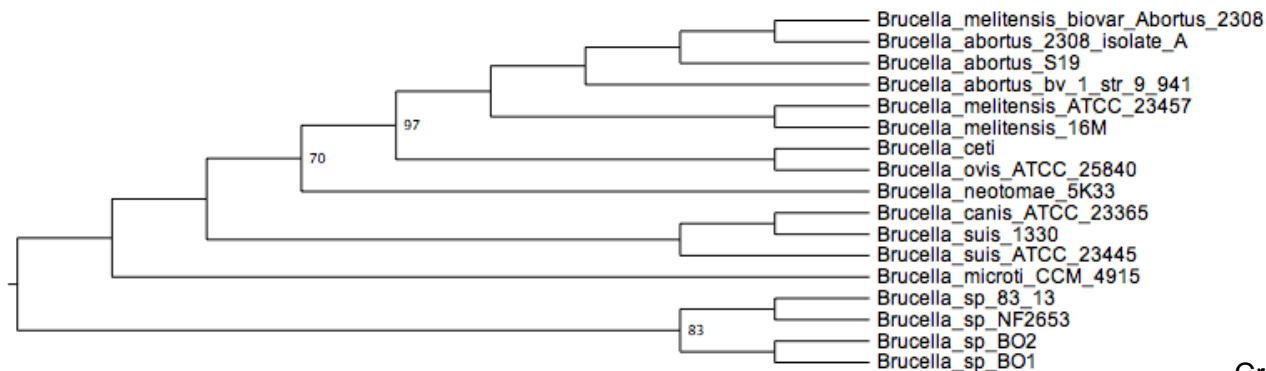 Brucella_melitensis_biovar_Abortus_2308
Brucella_abortus_2308_isolate_A
Brucella_abortus_S19
Brucella_abortus_bv_1_str_9_941
Brucella_melitensis_ATCC_23457
97
Brucella_melitensis_16M
Brucella_ceti
70
Brucella_ovis_ATCC_25840
Brucella_neotomae_5K33
Brucella_canis_ATCC_23365
Brucella_suis_1330
Brucella_suis_ATCC_23445
Brucella_microti_CCM_4915
Brucella_sp_83_13
Brucella_sp_NF2653
83
Brucella_sp_BO2
Brucella_sp_BO1